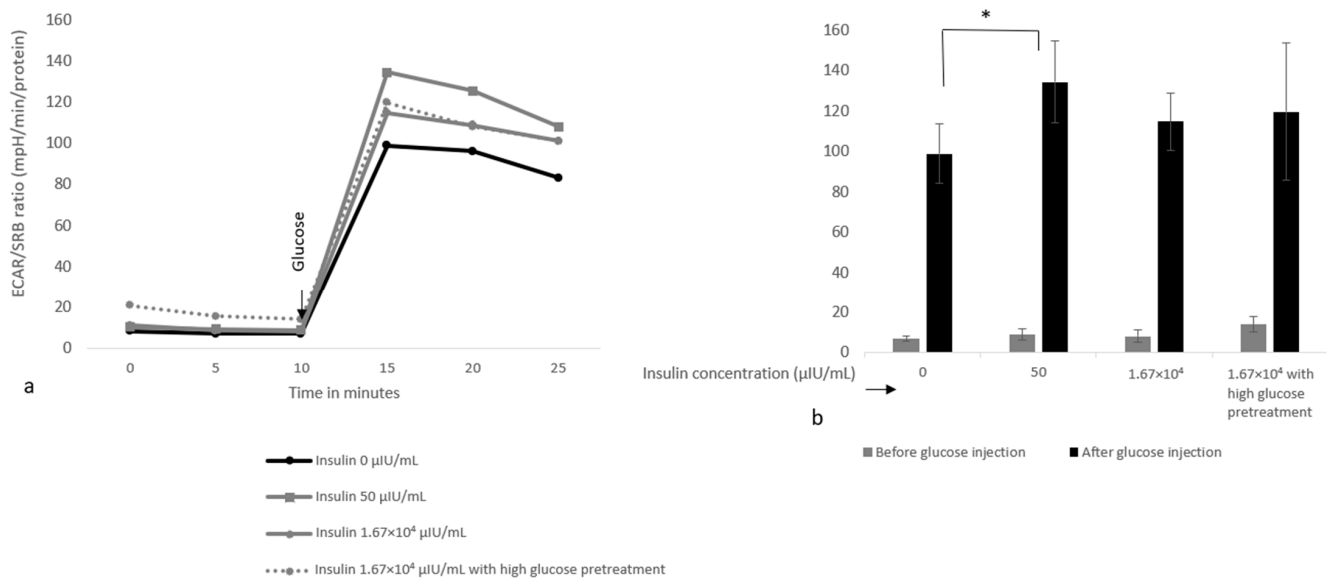 ECAR/SRB ratio (mpH/min/protein)
160
140
120
100
80
60
40
20
0
Glucose
0 5 10 15 20 25
Time in minutes
a
Insulin 0 µIU/mL
Insulin 50 µIU/mL
Insulin 1.67×10⁴ µIU/mL
Insulin 1.67×10⁴ µIU/mL with high glucose pretreatment
*
160
140
120
100
80
60
40
20
0
Insulin concentration (µIU/mL)
0 50 1.67×10⁴ 1.67×10⁴ with
high glucose
pretreatment
b
Before glucose injection After glucose injection